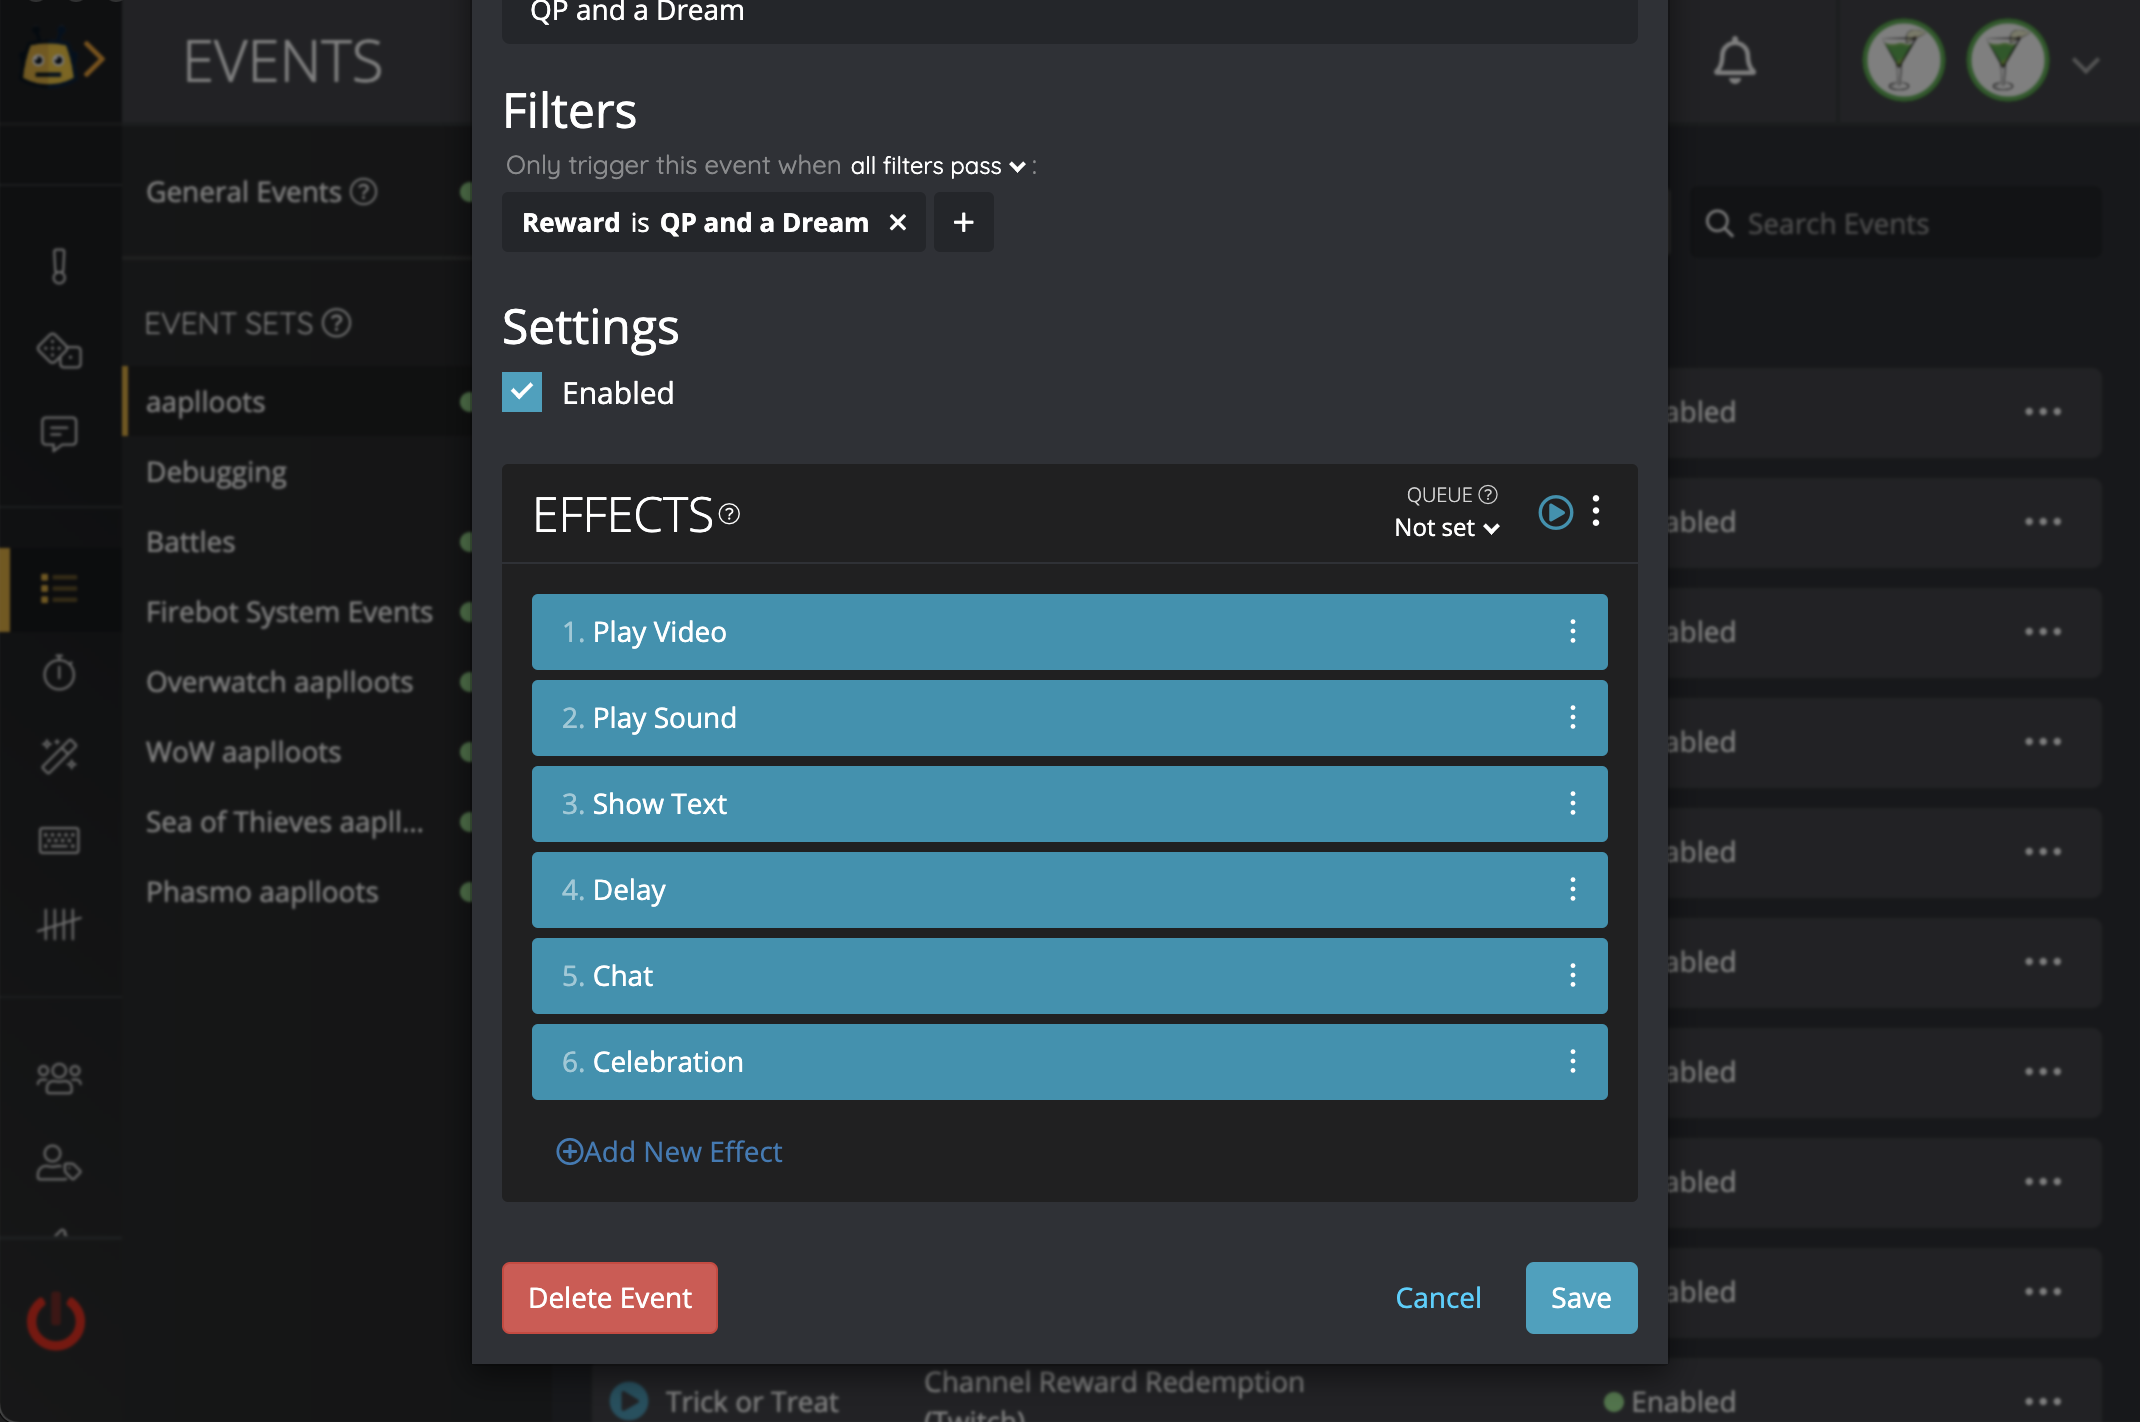 QP and a Dream
EVENTS
Filters
Only trigger this event when all filters pass :
General Events
Reward is QP and a Dream
Search Events
EVENT SETS
Settings
Enabled
aaplloots
abled
Debugging
EFFECTS
QUEUE
Not set
abled
Battles
Firebot System Events
1. Play Video
abled
Overwatch aaplloots
2. Play Sound
abled
WoW aaplloots
3. Show Text
Sea of Thieves aapll...
abled
4. Delay
Phasmo aaplloots
5. Chat
abled
6. Celebration
abled
Add New Effect
abled
Delete Event
Cancel
Save
abled
Trick or Treat
Channel Reward Redemption
(Twitch)
Enabled